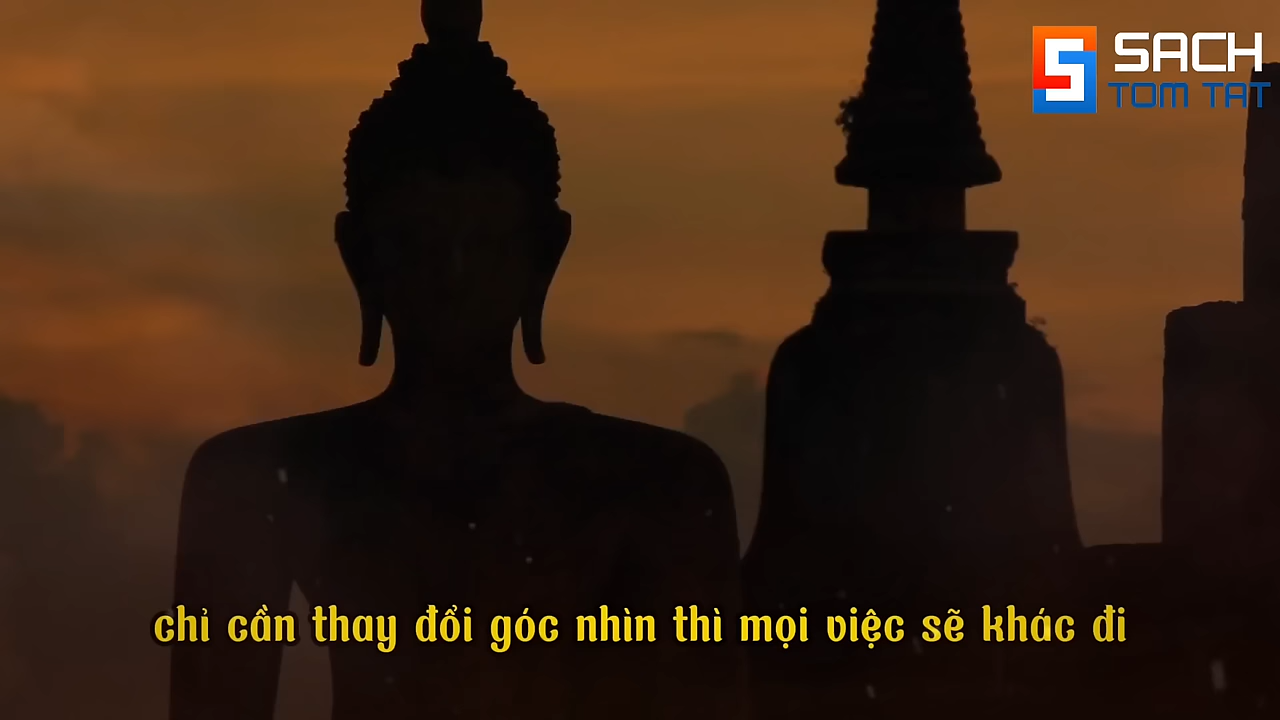 SACH
TOM TAT
chỉ cần thay đổi góc nhìn thì mọi việc sẽ khác đi